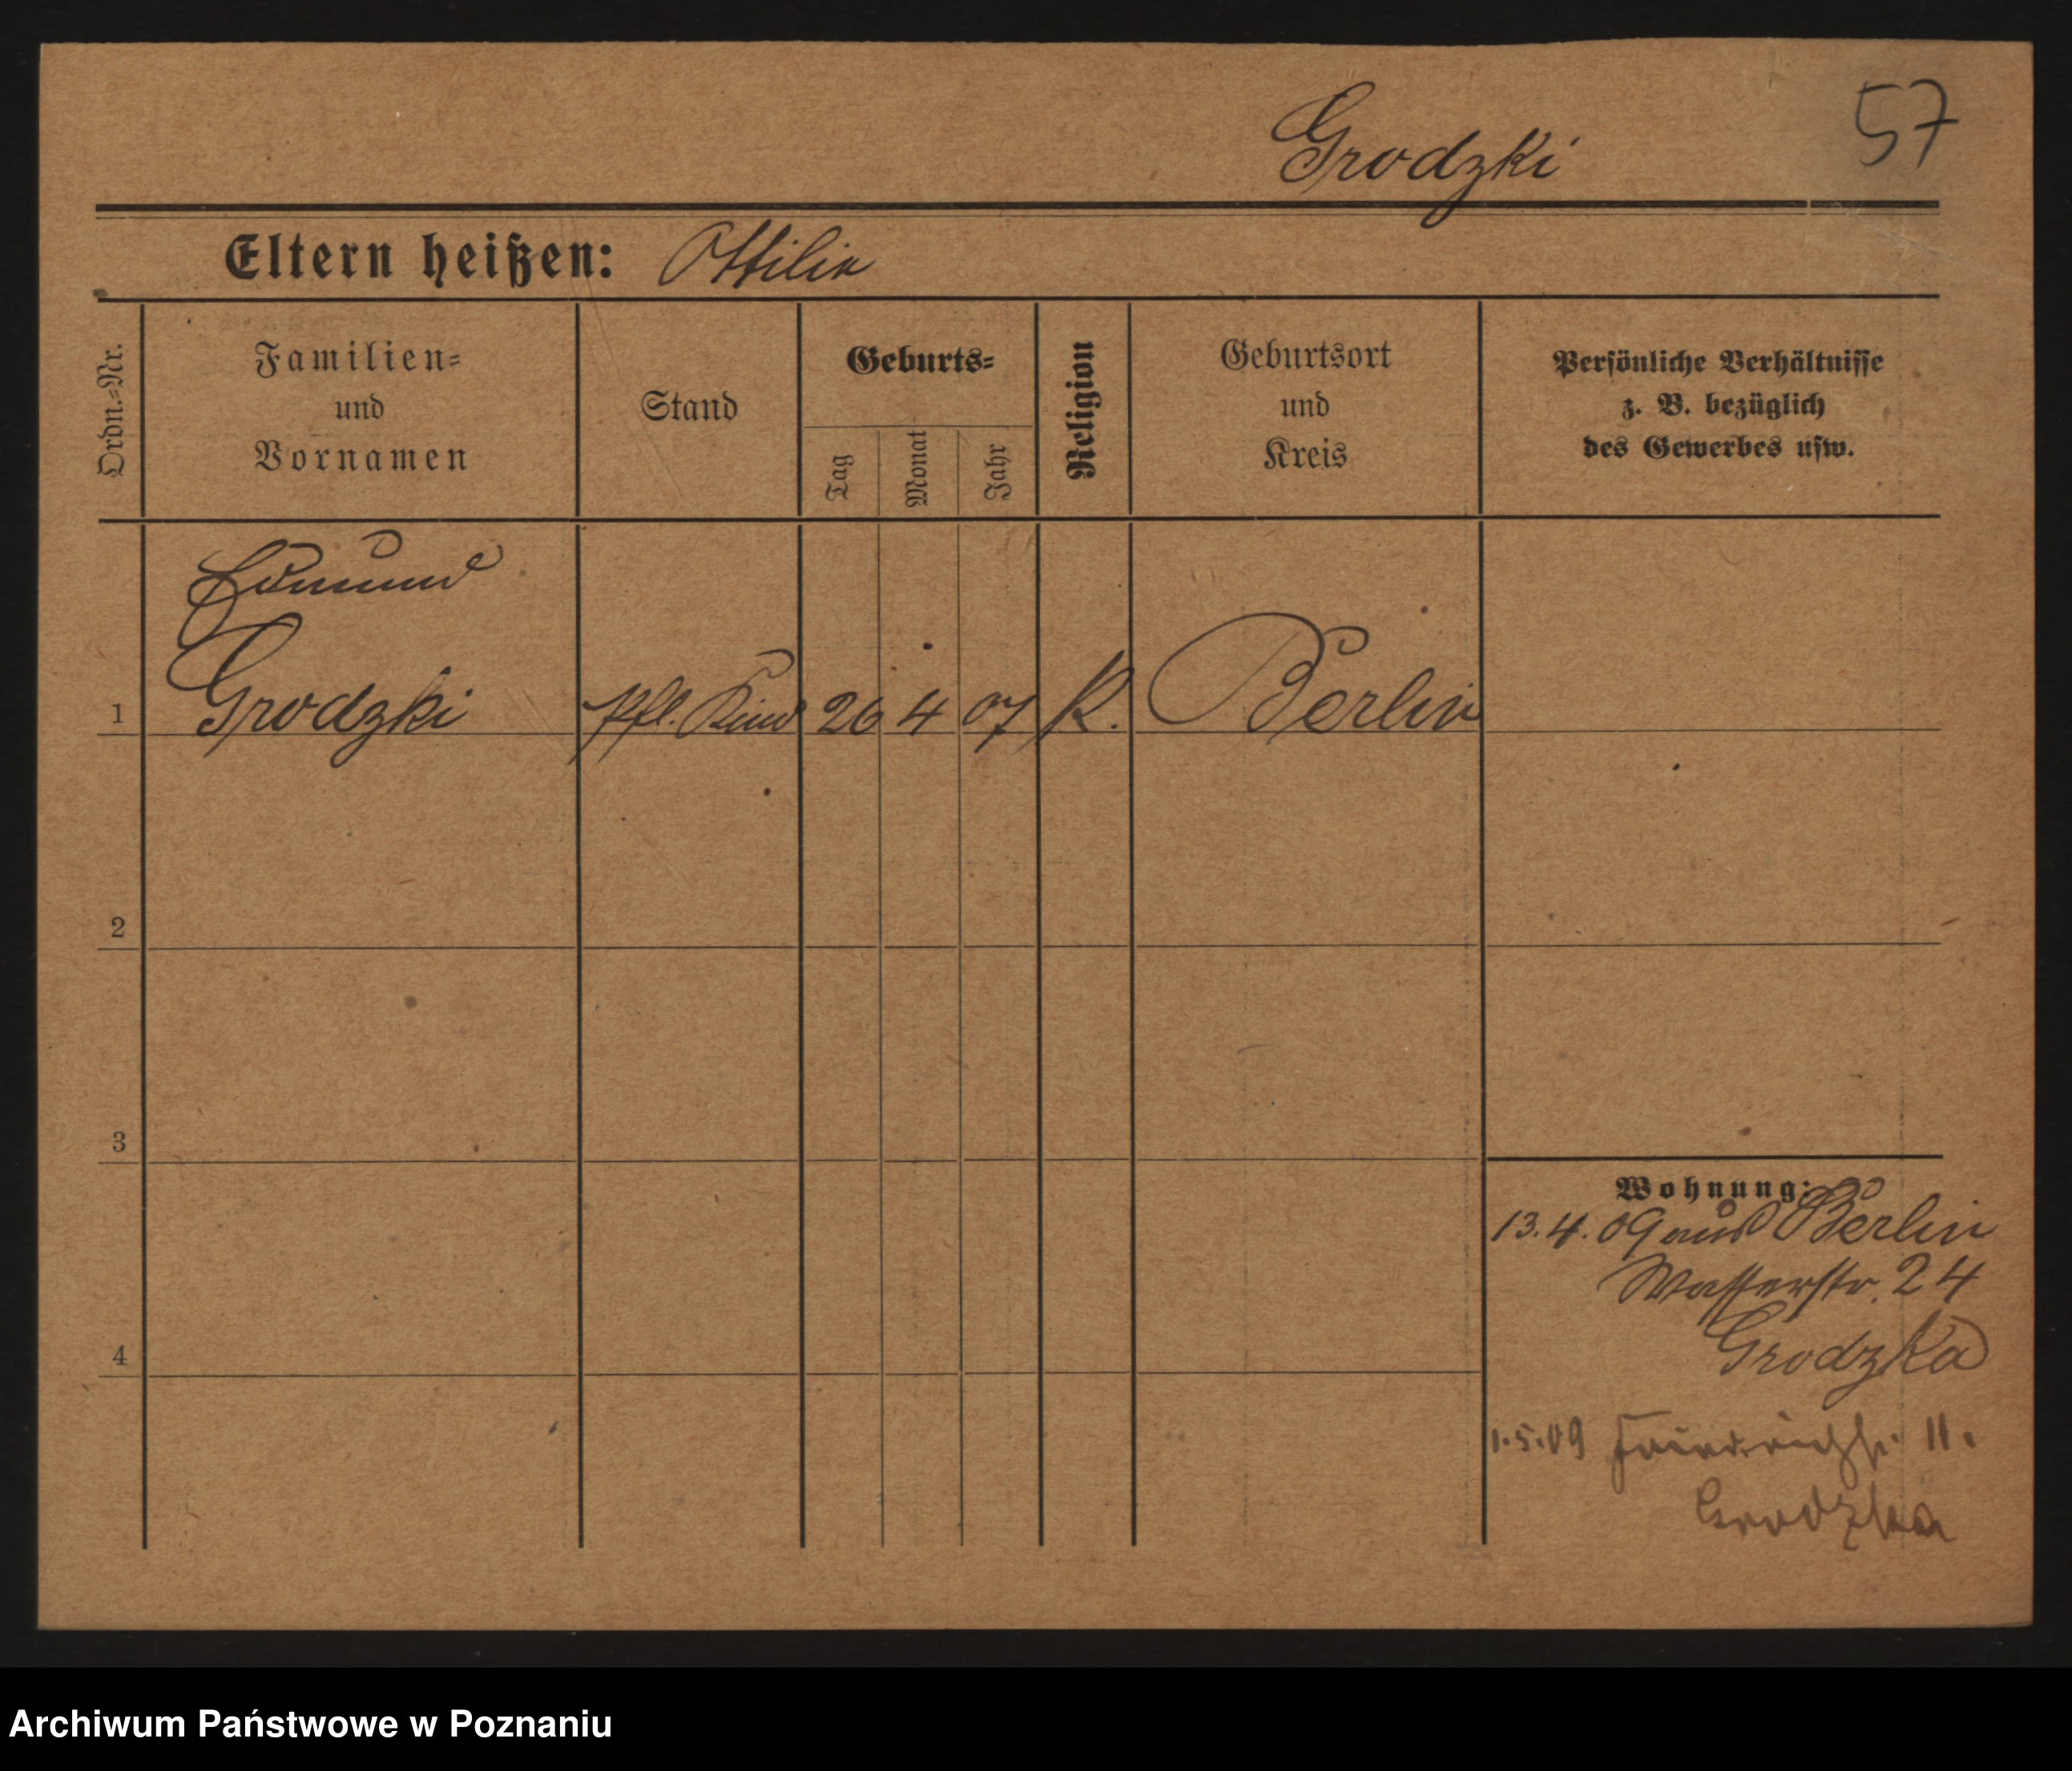 57
Grodzki
Eltern heißen: Ottilie
Ordn.=Nr.
Familien=
und
Vornamen
Stand
Geburts=
Tag
Monat
Jahr
Religion
Geburtsort
und
Kreis
Persönliche Verhältnisse
z. B. bezüglich
des Gewerbes usw.
Edmund
1 Grodzki pfl. Kind 26 4 07 K. Berlin
2
3
4
Wohnung:
13.4.09 aus Berlin
Wasserstr. 24
Grodzka
1.5.09 11.
Grodzka
Archiwum Państwowe w Poznaniu